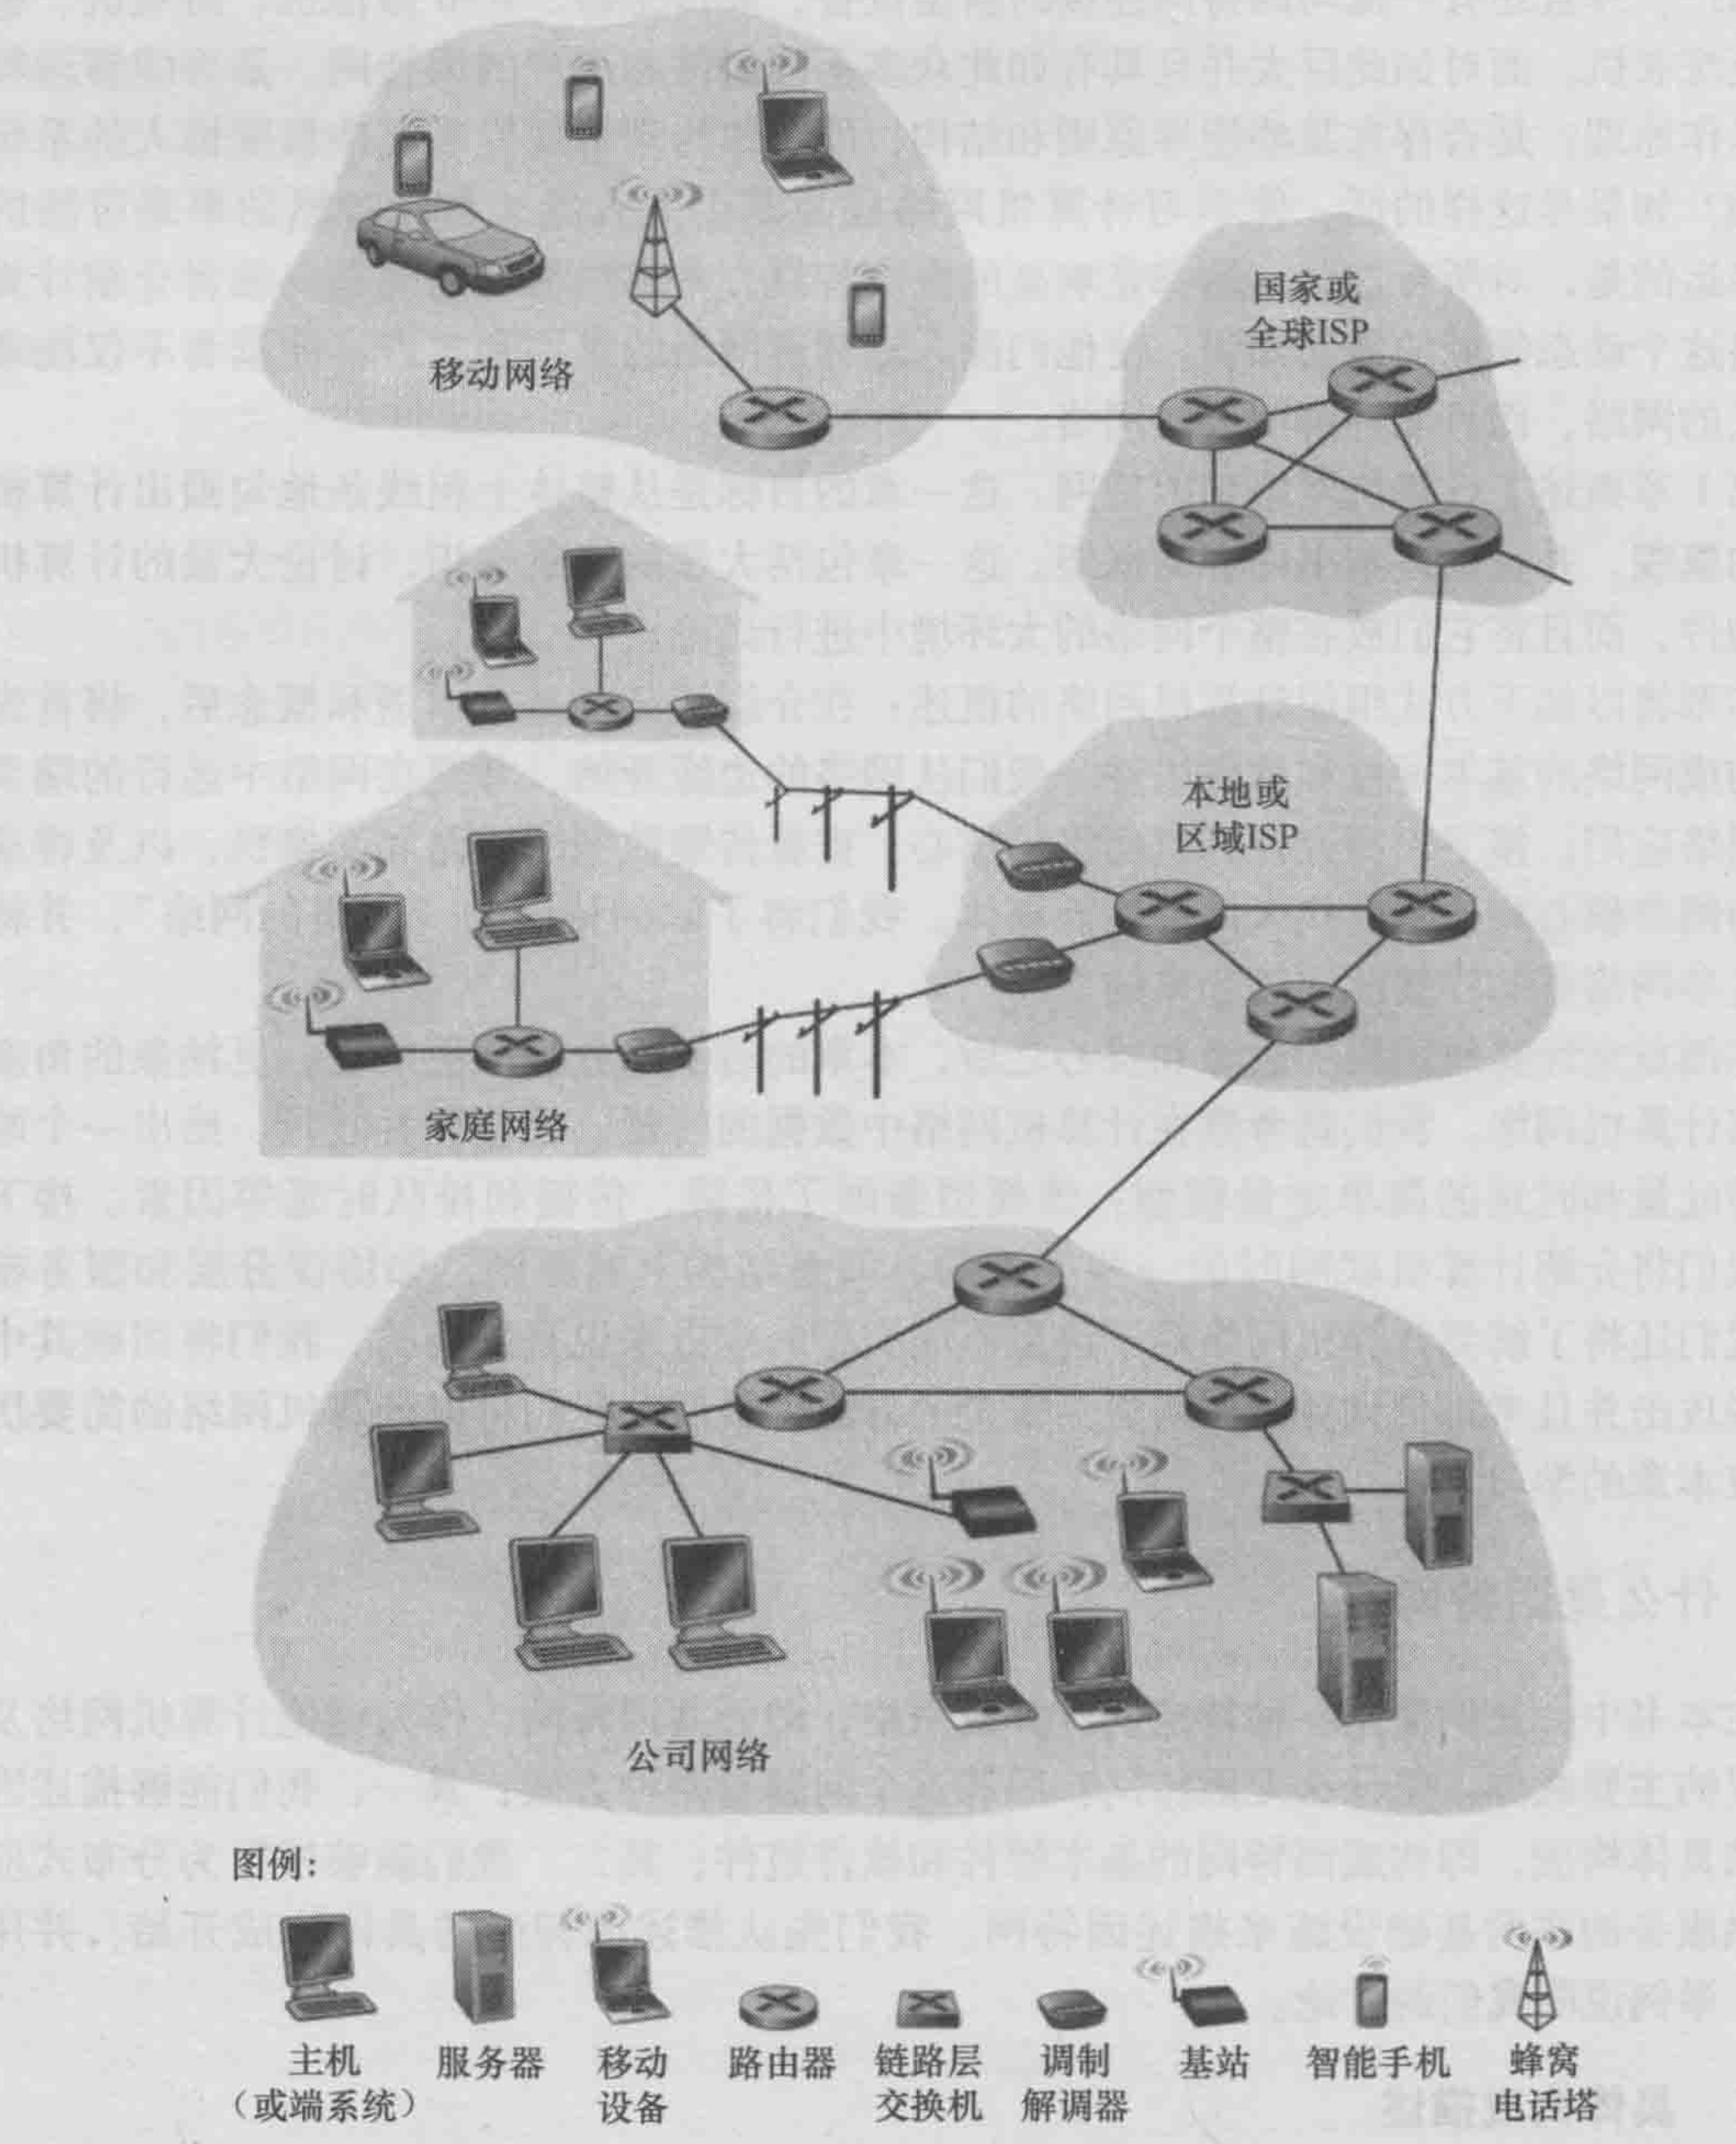 移动网络
国家或
全球ISP
本地或
区域ISP
家庭网络
公司网络
图例：
主机
（或端系统）
服务器
移动
设备
路由器
链路层
交换机
调制
解调器
基站
智能手机
蜂窝
电话塔